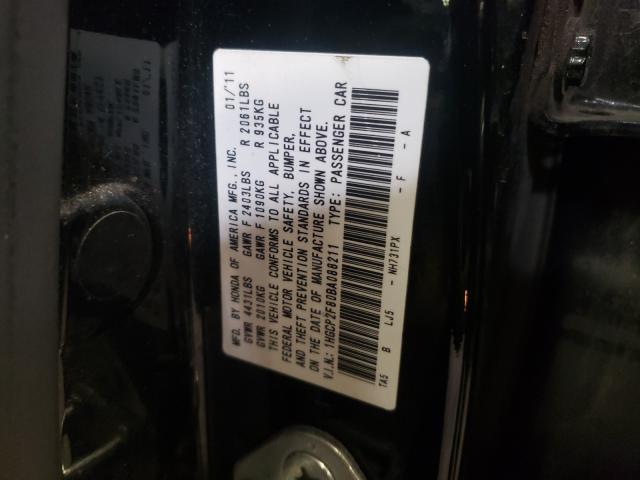 MFD. BY HONDA OF AMERICA MFG., INC. 01/'11
GVWR 4431LBS GAWR F 2403LBS R 2061LBS
GVWR 2010KG GAWR F 1090KG R 935KG
THIS VEHICLE CONFORMS TO ALL APPLICABLE
FEDERAL MOTOR VEHICLE SAFETY, BUMPER,
AND THEFT PREVENTION STANDARDS IN EFFECT
ON THE DATE OF MANUFACTURE SHOWN ABOVE.
V.I.N.: 1HGCP2F80BA088211 TYPE: PASSENGER CAR
TA5 B LJ5 - NH731PX - F - A